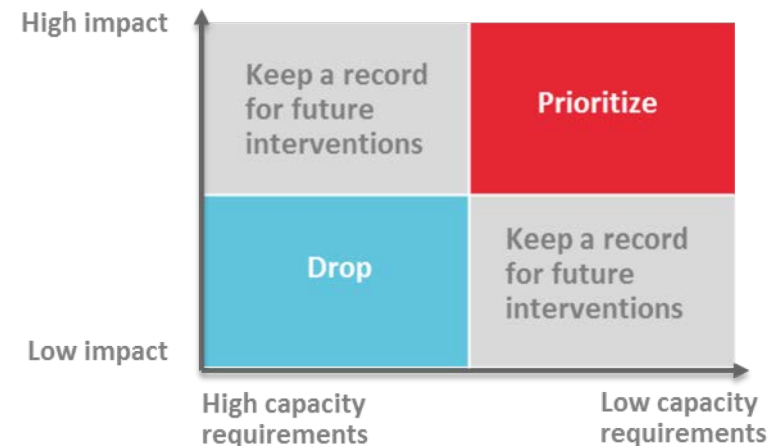 High impact
Keep a record
for future
interventions
Prioritize
Drop
Keep a record
for future
interventions
Low impact
High capacity
requirements
Low capacity
requirements